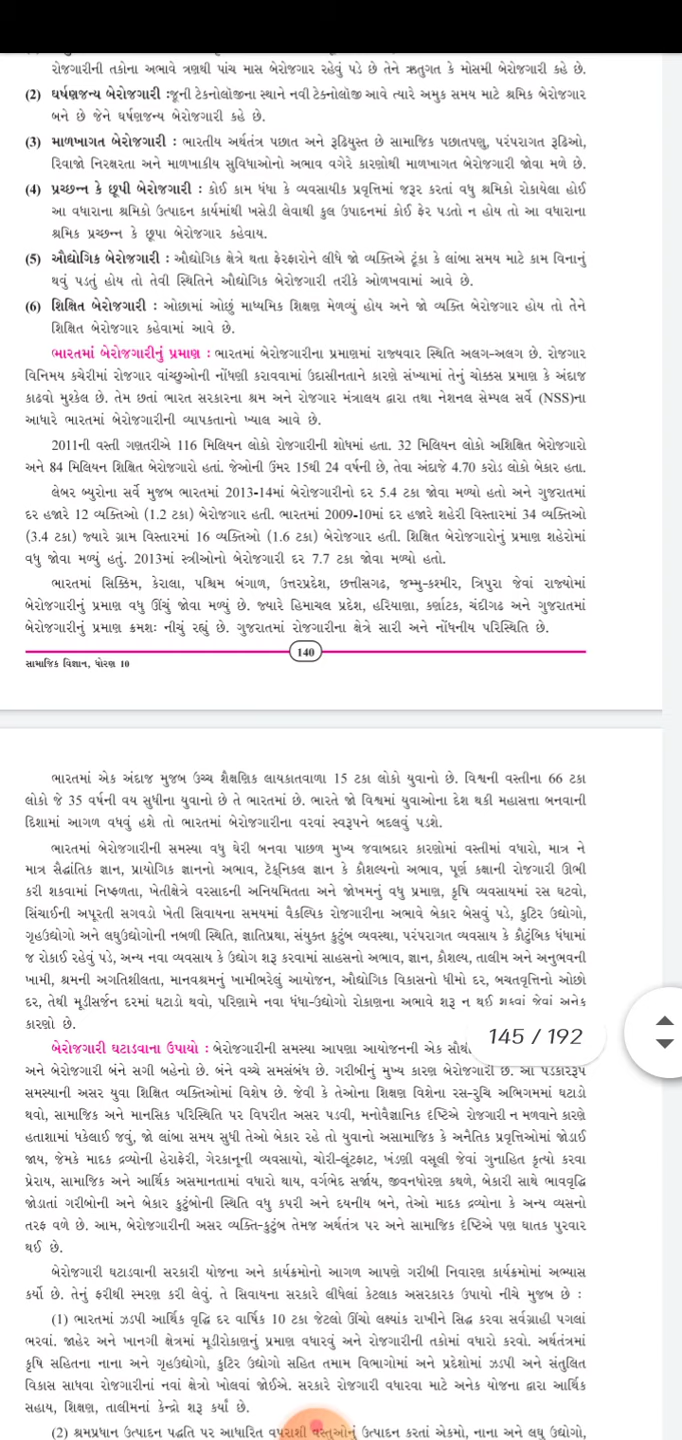 રોજગારીની તકોના અભાવે ત્રણથી પાંચ માસ બેરોજગાર રહેવું પડે છે તેને ઋતુગત કે મોસમી બેરોજગારી કહે છે.
(2) ઘર્ષણજન્ય બેરોજગારી :જૂની ટેકનોલોજીના સ્થાને નવી ટેકનોલોજી આવે ત્યારે અમુક સમય માટે શ્રમિક બેરોજગાર
બને છે જેને ઘર્ષણજન્ય બેરોજગારી કહે છે.
(3) માળખાગત બેરોજગારી : ભારતીય અર્થતંત્ર પછાત અને રૂઢિયુસ્ત છે સામાજિક પછાતપણુ, પરંપરાગત રૂઢિઓ,
રિવાજો નિરક્ષરતા અને માળખાકીય સુવિધાઓનો અભાવ વગેરે કારણોથી માળખાગત બેરોજગારી જોવા મળે છે.
(4) પ્રચ્છન્ન કે છૂપી બેરોજગારી : કોઈ કામ ધંધા કે વ્યવસાયીક પ્રવૃત્તિમાં જરૂર કરતાં વધુ શ્રમિકો રોકાયેલા હોઈ
આ વધારાના શ્રમિકો ઉત્પાદન કાર્યમાંથી ખસેડી લેવાથી કુલ ઉપાદનમાં કોઈ ફેર પડતો ન હોય તો આ વધારાના
શ્રમિક પ્રચ્છન્ન કે છૂપા બેરોજગાર કહેવાય.
(5) ઔદ્યોગિક બેરોજગારી : ઔદ્યોગિક ક્ષેત્રે થતા ફેરફારોને લીધે જો વ્યક્તિએ ટૂંકા કે લાંબા સમય માટે કામ વિનાનું
થવું પડતું હોય તો તેવી સ્થિતિને ઔદ્યોગિક બેરોજગારી તરીકે ઓળખવામાં આવે છે.
(6) શિક્ષિત બેરોજગારી : ઓછામાં ઓછું માધ્યમિક શિક્ષણ મેળવ્યું હોય અને જો વ્યક્તિ બેરોજગાર હોય તો તેને
શિક્ષિત બેરોજગાર કહેવામાં આવે છે.
ભારતમાં બેરોજગારીનું પ્રમાણ : ભારતમાં બેરોજગારીના પ્રમાણમાં રાજ્યવાર સ્થિતિ અલગ-અલગ છે. રોજગાર
વિનિમય કચેરીમાં રોજગાર વાંચ્છુઓની નોંધણી કરાવવામાં ઉદાસીનતાને કારણે સંખ્યામાં તેનું ચોક્કસ પ્રમાણ કે અંદાજ
કાઢવો મુશ્કેલ છે. તેમ છતાં ભારત સરકારના શ્રમ અને રોજગાર મંત્રાલય દ્વારા તથા નેશનલ સેમ્પલ સર્વે (NSS)ના
આધારે ભારતમાં બેરોજગારીની વ્યાપકતાનો ખ્યાલ આવે છે.
2011ની વસ્તી ગણતરીએ 116 મિલિયન લોકો રોજગારીની શોધમાં હતા. 32 મિલિયન લોકો અશિક્ષિત બેરોજગારો
અને 84 મિલિયન શિક્ષિત બેરોજગારો હતાં. જેઓની ઉંમર 15થી 24 વર્ષની છે, તેવા અંદાજે 4.70 કરોડ લોકો બેકાર હતા.
લેબર બ્યુરોના સર્વે મુજબ ભારતમાં 2013-14માં બેરોજગારીનો દર 5.4 ટકા જોવા મળ્યો હતો અને ગુજરાતમાં
દર હજારે 12 વ્યક્તિઓ (1.2 ટકા) બેરોજગાર હતી. ભારતમાં 2009-10માં દર હજારે શહેરી વિસ્તારમાં 34 વ્યક્તિઓ
(3.4 ટકા) જ્યારે ગ્રામ વિસ્તારમાં 16 વ્યક્તિઓ (1.6 ટકા) બેરોજગાર હતી. શિક્ષિત બેરોજગારોનું પ્રમાણ શહેરોમાં
વધુ જોવા મળ્યું હતું. 2013માં સ્ત્રીઓનો બેરોજગારી દર 7.7 ટકા જોવા મળ્યો હતો.
ભારતમાં સિક્કિમ, કેરાલા, પશ્ચિમ બંગાળ, ઉત્તરપ્રદેશ, છત્તીસગઢ, જમ્મુ-કશ્મીર, ત્રિપુરા જેવાં રાજ્યોમાં
બેરોજગારીનું પ્રમાણ વધુ ઊંચું જોવા મળ્યું છે. જ્યારે હિમાચલ પ્રદેશ, હરિયાણા, કર્ણાટક, ચંદીગઢ અને ગુજરાતમાં
બેરોજગારીનું પ્રમાણ ક્રમશઃ નીચું રહ્યું છે. ગુજરાતમાં રોજગારીના ક્ષેત્રે સારી અને નોંધનીય પરિસ્થિતિ છે.
140
સામાજિક વિજ્ઞાન, ધોરણ 10
ભારતમાં એક અંદાજ મુજબ ઉચ્ચ શૈક્ષણિક લાયકાતવાળા 15 ટકા લોકો યુવાનો છે. વિશ્વની વસ્તીના 66 ટકા
લોકો જે 35 વર્ષની વય સુધીના યુવાનો છે તે ભારતમાં છે. ભારતે જો વિશ્વમાં યુવાઓના દેશ થકી મહાસત્તા બનવાની
દિશામાં આગળ વધવું હશે તો ભારતમાં બેરોજગારીના વરવાં સ્વરૂપને બદલવું પડશે.
ભારતમાં બેરોજગારીની સમસ્યા વધુ ઘેરી બનવા પાછળ મુખ્ય જવાબદાર કારણોમાં વસ્તીમાં વધારો, માત્ર ને
માત્ર સૈદ્ધાંતિક જ્ઞાન, પ્રાયોગિક જ્ઞાનનો અભાવ, ટેક્નિકલ જ્ઞાન કે કૌશલ્યનો અભાવ, પૂર્ણ કક્ષાની રોજગારી ઊભી
કરી શકવામાં નિષ્ફળતા, ખેતીક્ષેત્રે વરસાદની અનિયમિતતા અને જોખમનું વધુ પ્રમાણ, કૃષિ વ્યવસાયમાં રસ ઘટવો,
સિંચાઈની અપૂરતી સગવડો ખેતી સિવાયના સમયમાં વૈકલ્પિક રોજગારીના અભાવે બેકાર બેસવું પડે, કુટિર ઉદ્યોગો,
ગૃહઉદ્યોગો અને લઘુઉદ્યોગોની નબળી સ્થિતિ, જ્ઞાતિપ્રથા, સંયુક્ત કુટુંબ વ્યવસ્થા, પરંપરાગત વ્યવસાય કે કૌટુંબિક ધંધામાં
જ રોકાઈ રહેવું પડે, અન્ય નવા વ્યવસાય કે ઉદ્યોગ શરૂ કરવામાં સાહસનો અભાવ, જ્ઞાન, કૌશલ્ય, તાલીમ અને અનુભવની
ખામી, શ્રમની અગતિશીલતા, માનવશ્રમનું ખામીભરેલું આયોજન, ઔદ્યોગિક વિકાસનો ધીમો દર, બચતવૃત્તિનો ઓછો
દર, તેથી મૂડીસર્જન દરમાં ઘટાડો થવો, પરિણામે નવા ધંધા-ઉદ્યોગો રોકાણના અભાવે શરૂ ન થઈ શકવાં જેવાં અનેક
કારણો છે.
145 / 192
બેરોજગારી ઘટાડવાના ઉપાયો : બેરોજગારીની સમસ્યા આપણા આયોજનની એક સૌથી
અને બેરોજગારી બંને સગી બહેનો છે. બંને વચ્ચે સમસંબંધ છે. ગરીબીનું મુખ્ય કારણ બેરોજગારી છે. આ પડકારરૂપ
સમસ્યાની અસર યુવા શિક્ષિત વ્યક્તિઓમાં વિશેષ છે. જેવી કે તેઓના શિક્ષણ વિશેના રસ-રુચિ અભિગમમાં ઘટાડો
થવો, સામાજિક અને માનસિક પરિસ્થિતિ પર વિપરીત અસર પડવી, મનોવૈજ્ઞાનિક દૃષ્ટિએ રોજગારી ન મળવાને કારણે
હતાશામાં ધકેલાઈ જવું, જો લાંબા સમય સુધી તેઓ બેકાર રહે તો યુવાનો અસામાજિક કે અનૈતિક પ્રવૃત્તિઓમાં જોડાઈ
જાય, જેમકે માદક દ્રવ્યોની હેરાફેરી, ગેરકાનૂની વ્યવસાયો, ચોરી-લૂંટફાટ, ખંડણી વસૂલી જેવાં ગુનાહિત કૃત્યો કરવા
પ્રેરાય, સામાજિક અને આર્થિક અસમાનતામાં વધારો થાય, વર્ગભેદ સર્જાય, જીવનધોરણ કથળે, બેકારી સાથે ભાવવૃદ્ધિ
જોડાતાં ગરીબોની અને બેકાર કુટુંબોની સ્થિતિ વધુ કપરી અને દયનીય બને, તેઓ માદક દ્રવ્યોના કે અન્ય વ્યસનો
તરફ વળે છે. આમ, બેરોજગારીની અસર વ્યક્તિ-કુટુંબ તેમજ અર્થતંત્ર પર અને સામાજિક દૃષ્ટિએ પણ ઘાતક પુરવાર
થઈ છે.
બેરોજગારી ઘટાડવાની સરકારી યોજના અને કાર્યક્રમોનો આગળ આપણે ગરીબી નિવારણ કાર્યક્રમોમાં અભ્યાસ
કર્યો છે. તેનું ફરીથી સ્મરણ કરી લેવું. તે સિવાયના સરકારે લીધેલાં કેટલાક અસરકારક ઉપાયો નીચે મુજબ છે :
(1) ભારતમાં ઝડપી આર્થિક વૃદ્ધિ દર વાર્ષિક 10 ટકા જેટલો ઊંચો લક્ષ્યાંક રાખીને સિદ્ધ કરવા સર્વગ્રાહી પગલાં
ભરવાં. જાહેર અને ખાનગી ક્ષેત્રમાં મૂડીરોકાણનું પ્રમાણ વધારવું અને રોજગારીની તકોમાં વધારો કરવો. અર્થતંત્રમાં
કૃષિ સહિતના નાના અને ગૃહઉદ્યોગો, કુટિર ઉદ્યોગો સહિત તમામ વિભાગોમાં અને પ્રદેશોમાં ઝડપી અને સંતુલિત
વિકાસ સાધવા રોજગારીનાં નવાં ક્ષેત્રો ખોલવાં જોઈએ. સરકારે રોજગારી વધારવા માટે અનેક યોજના દ્વારા આર્થિક
સહાય, શિક્ષણ, તાલીમનાં કેન્દ્રો શરૂ કર્યાં છે.
(2) શ્રમપ્રધાન ઉત્પાદન પદ્ધતિ પર આધારિત વપરાશી વસ્તુઓનું ઉત્પાદન કરતાં એકમો, નાના અને લઘુ ઉદ્યોગો,